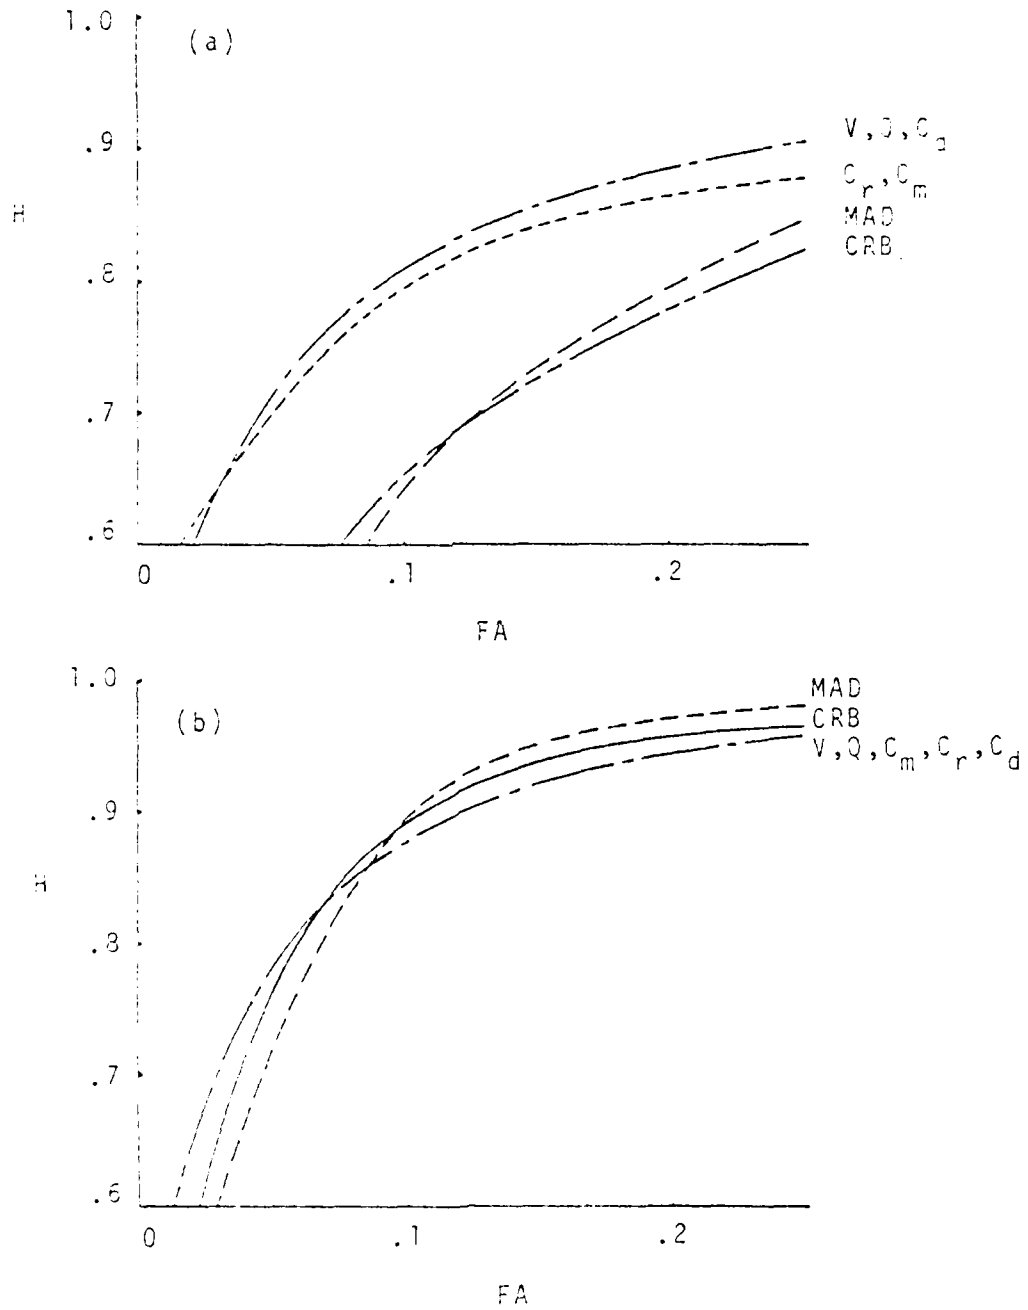 1.0
(a)
.9
V,Q,C_d
C_r,C_m
H
MAD
CRB
.8
.7
.6
0
.1
.2
FA
1.0
MAD
(b)
CRB
V,Q,C_m,C_r,C_d
.9
H
.8
.7
.6
0
.1
.2
FA